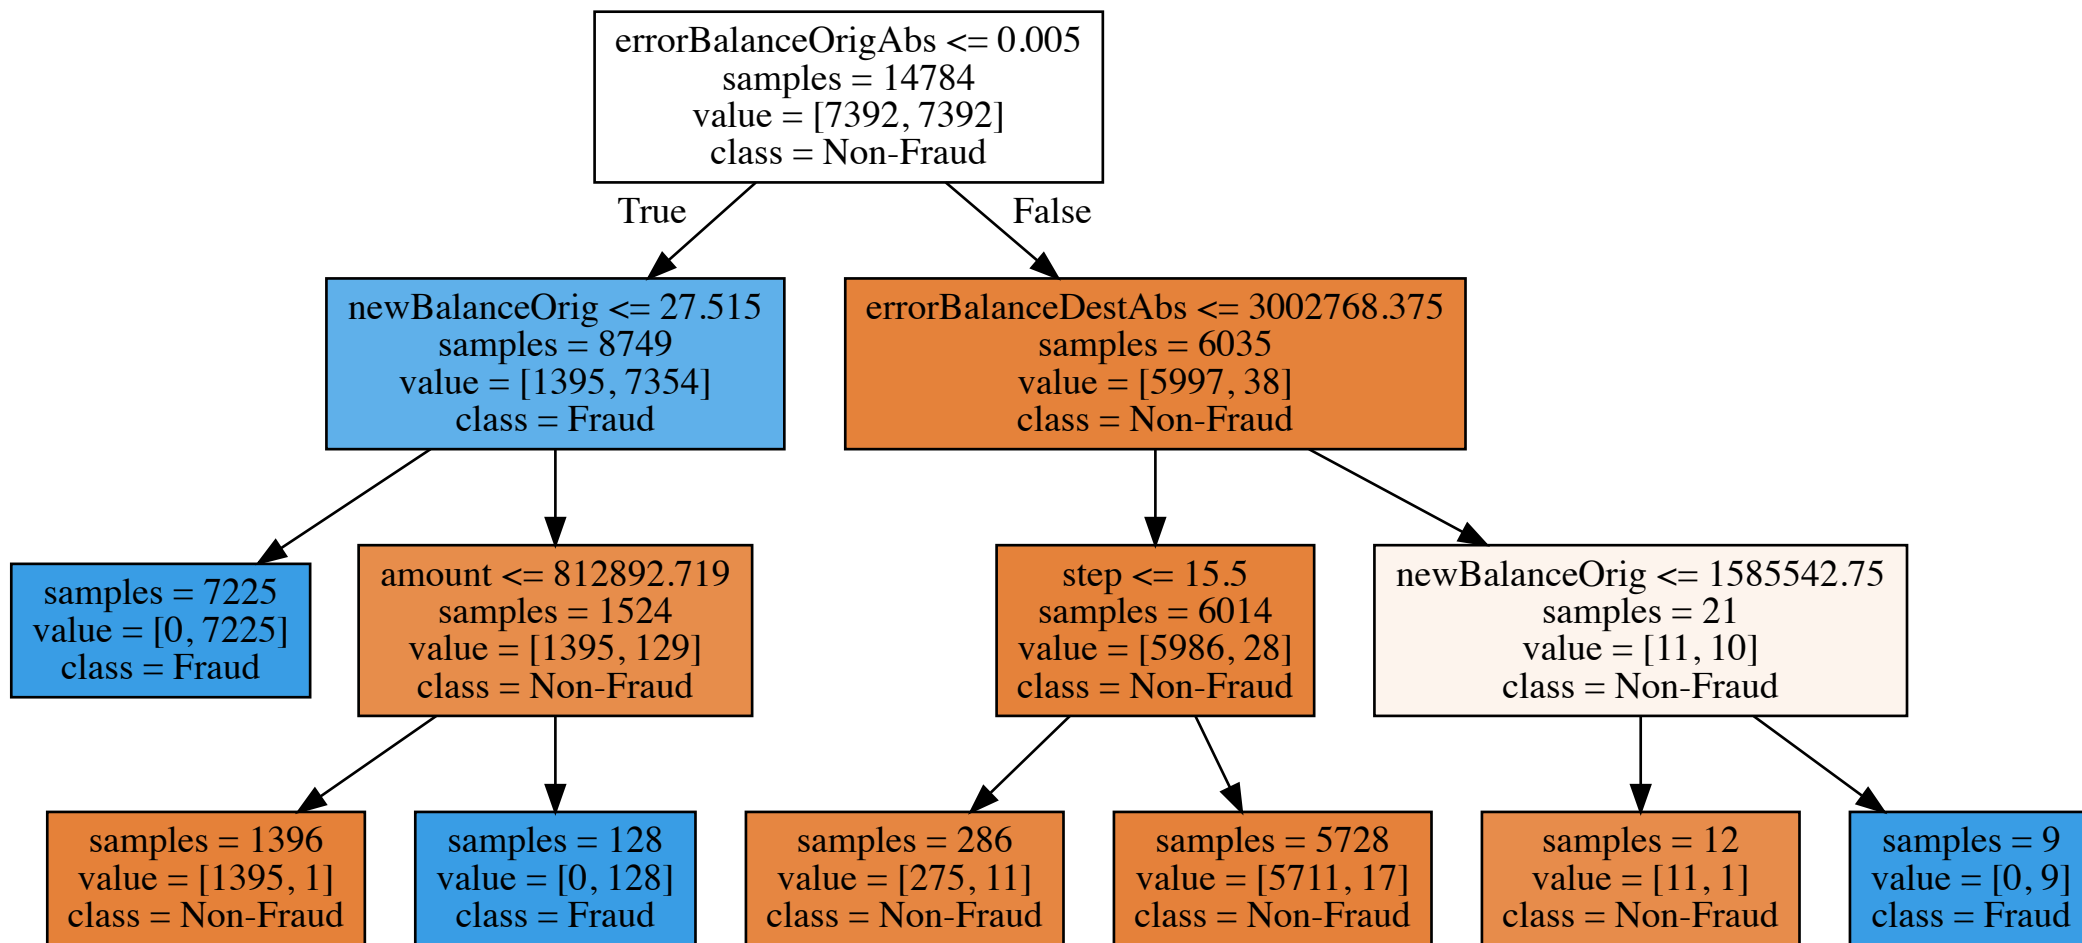 errorBalanceOrigAbs <= 0.005
samples = 14784
value = [7392, 7392]
class = Non-Fraud
True
False
newBalanceOrig <= 27.515
samples = 8749
value = [1395, 7354]
class = Fraud
errorBalanceDestAbs <= 3002768.375
samples = 6035
value = [5997, 38]
class = Non-Fraud
samples = 7225
value = [0, 7225]
class = Fraud
amount <= 812892.719
samples = 1524
value = [1395, 129]
class = Non-Fraud
step <= 15.5
samples = 6014
value = [5986, 28]
class = Non-Fraud
newBalanceOrig <= 1585542.75
samples = 21
value = [11, 10]
class = Non-Fraud
samples = 1396
value = [1395, 1]
class = Non-Fraud
samples = 128
value = [0, 128]
class = Fraud
samples = 286
value = [275, 11]
class = Non-Fraud
samples = 5728
value = [5711, 17]
class = Non-Fraud
samples = 12
value = [11, 1]
class = Non-Fraud
samples = 9
value = [0, 9]
class = Fraud